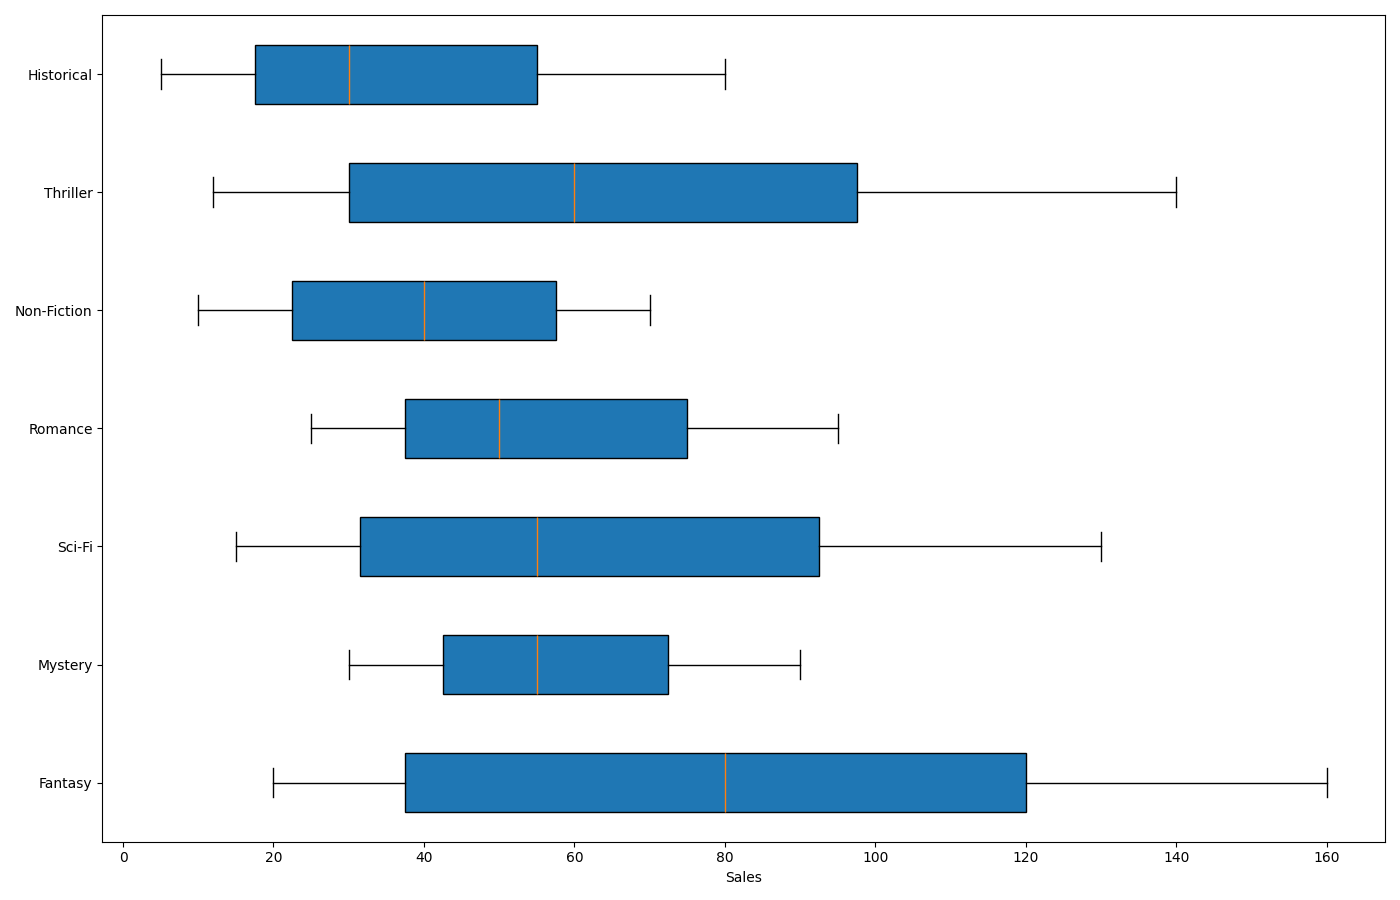 Historical
Thriller
Non-Fiction
Romance
Sci-Fi
Mystery
Fantasy
0 20 40 60 80 100 120 140 160
Sales